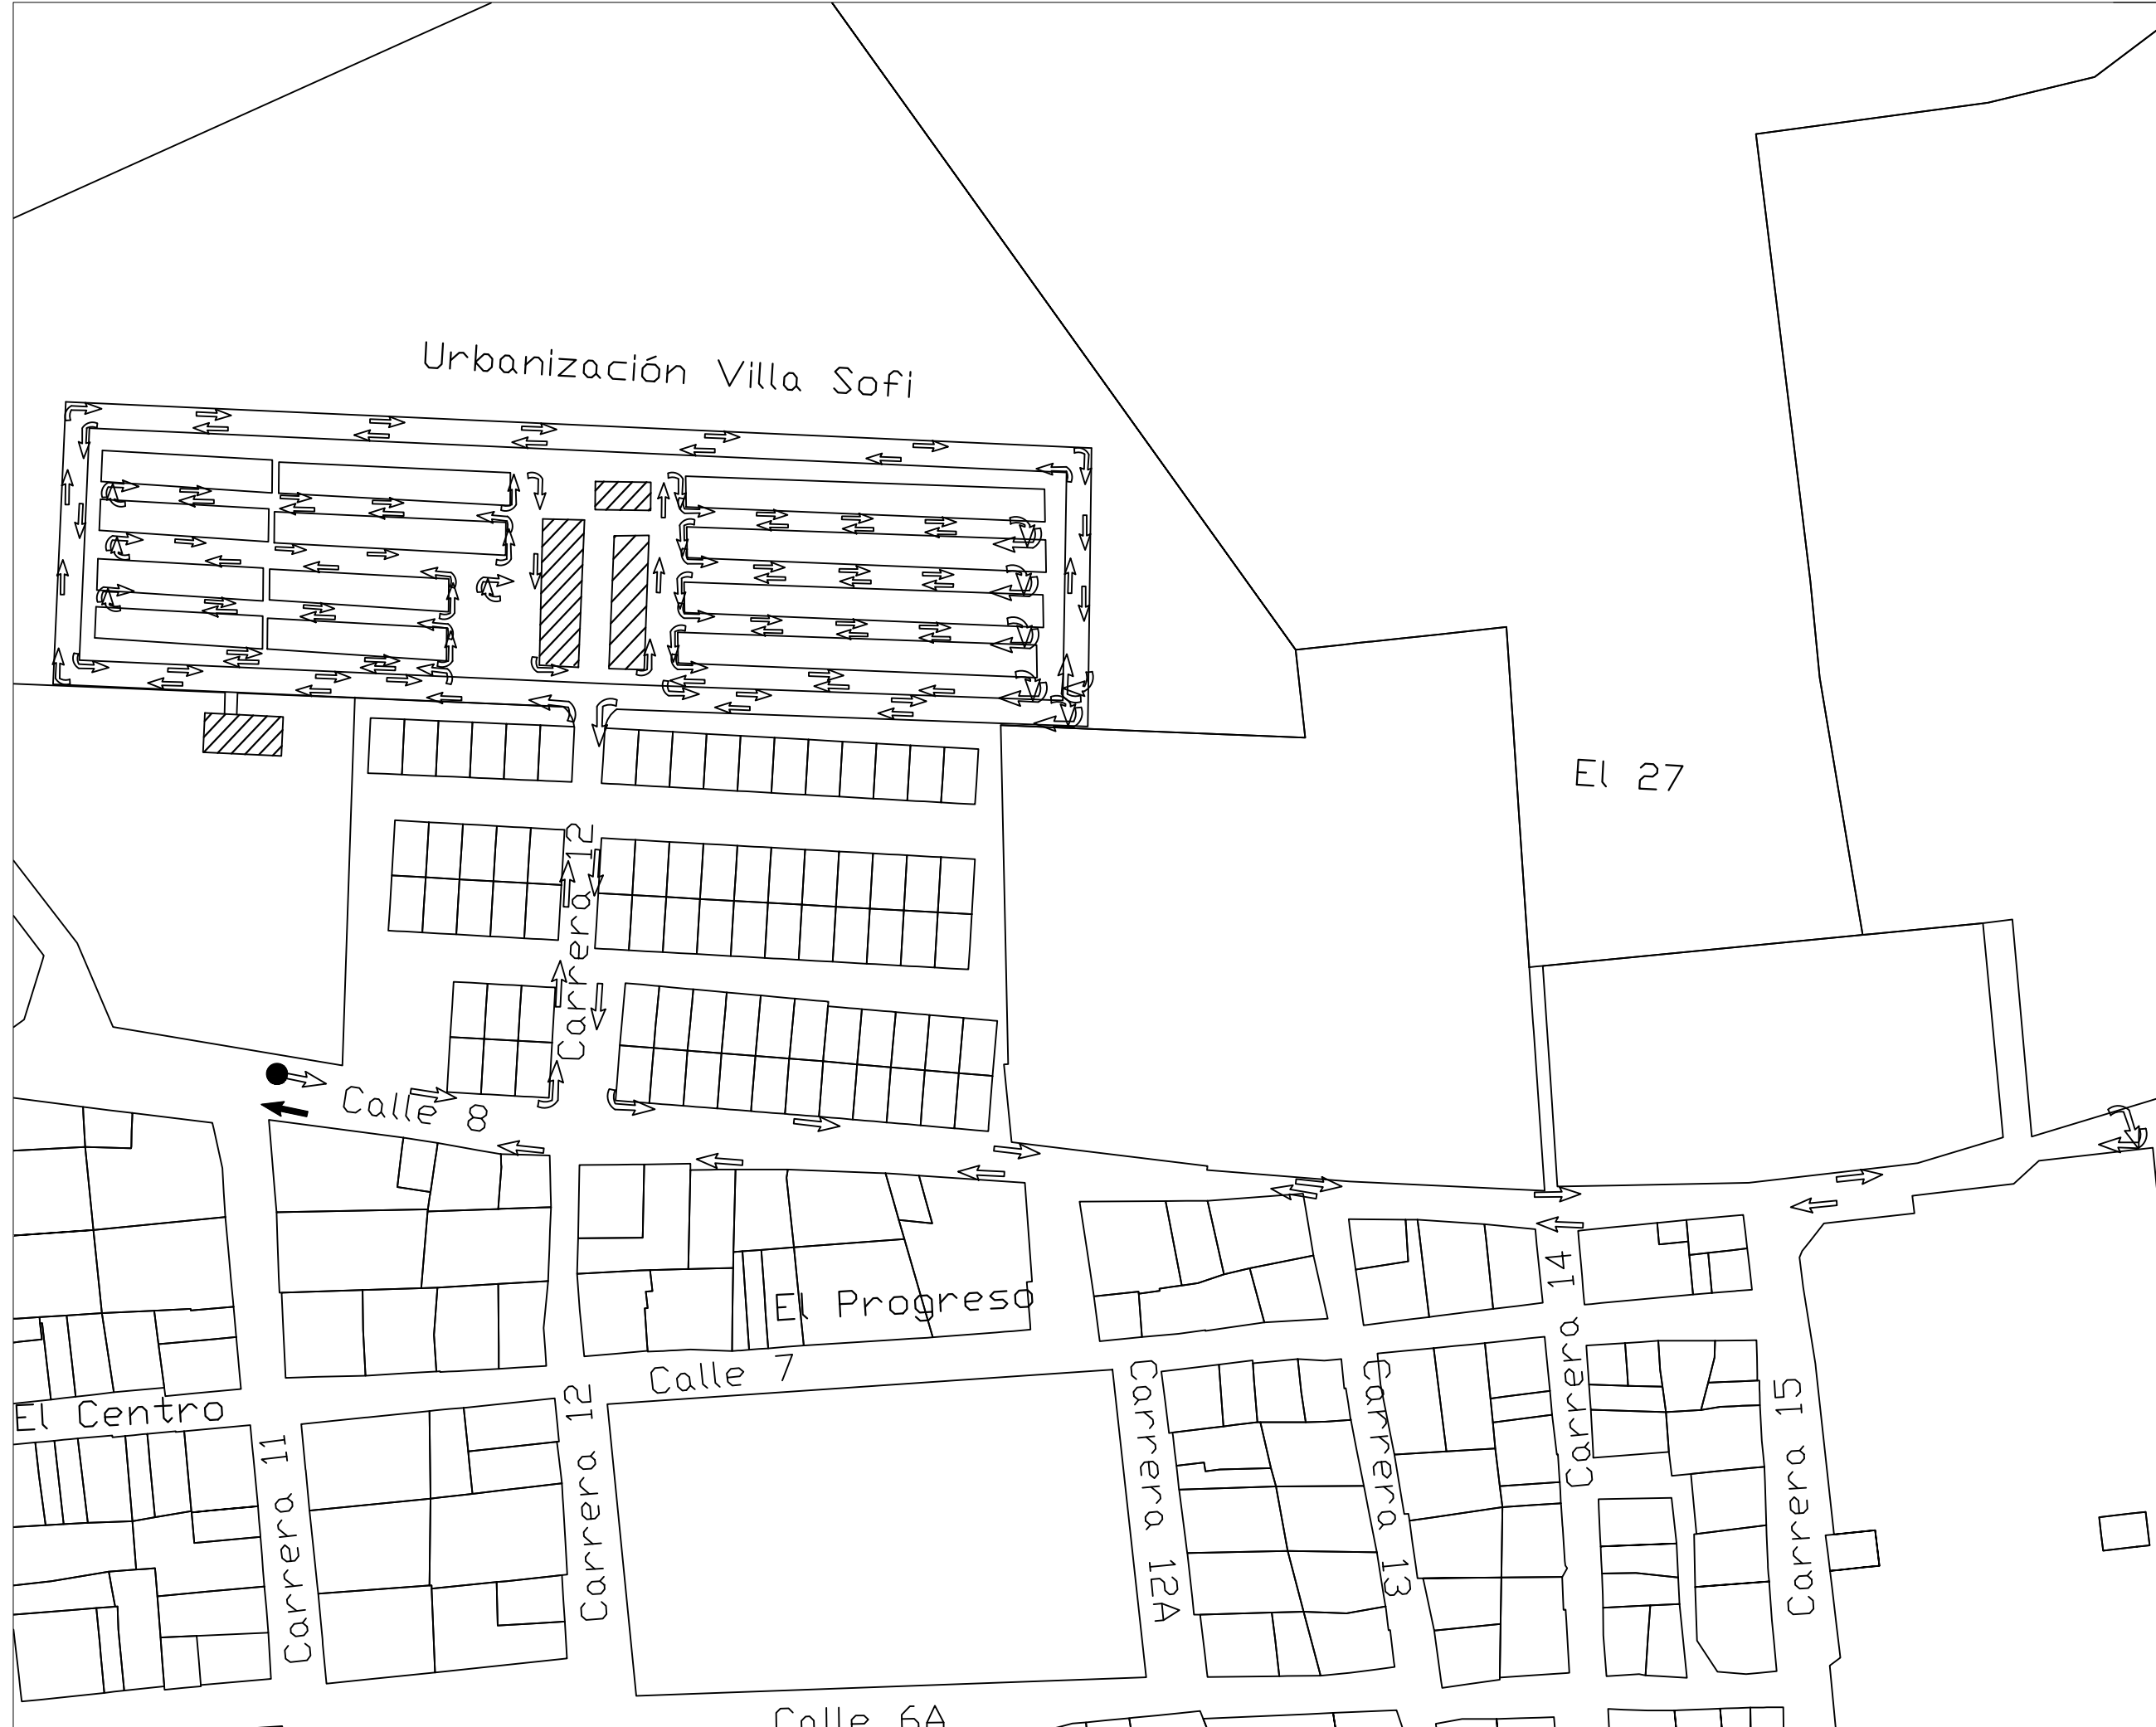 Urbanización Villa Sofi
El 27
Carrera 12
Calle 8
El Progreso
Calle 7
El Centro
Carrera 11
Carrera 12
Carrera 12A
Carrera 13
Carrera 14
Carrera 15
Calle 6A